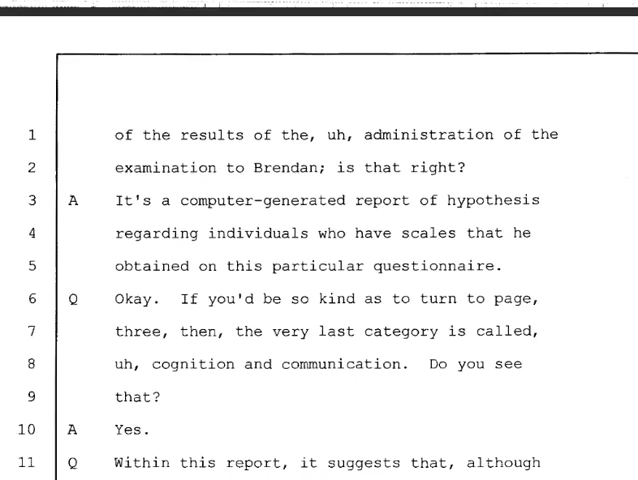 1 of the results of the, uh, administration of the
2 examination to Brendan; is that right?
3 A It's a computer-generated report of hypothesis
4 regarding individuals who have scales that he
5 obtained on this particular questionnaire.
6 Q Okay. If you'd be so kind as to turn to page,
7 three, then, the very last category is called,
8 uh, cognition and communication. Do you see
9 that?
10 A Yes.
11 Q Within this report, it suggests that, although